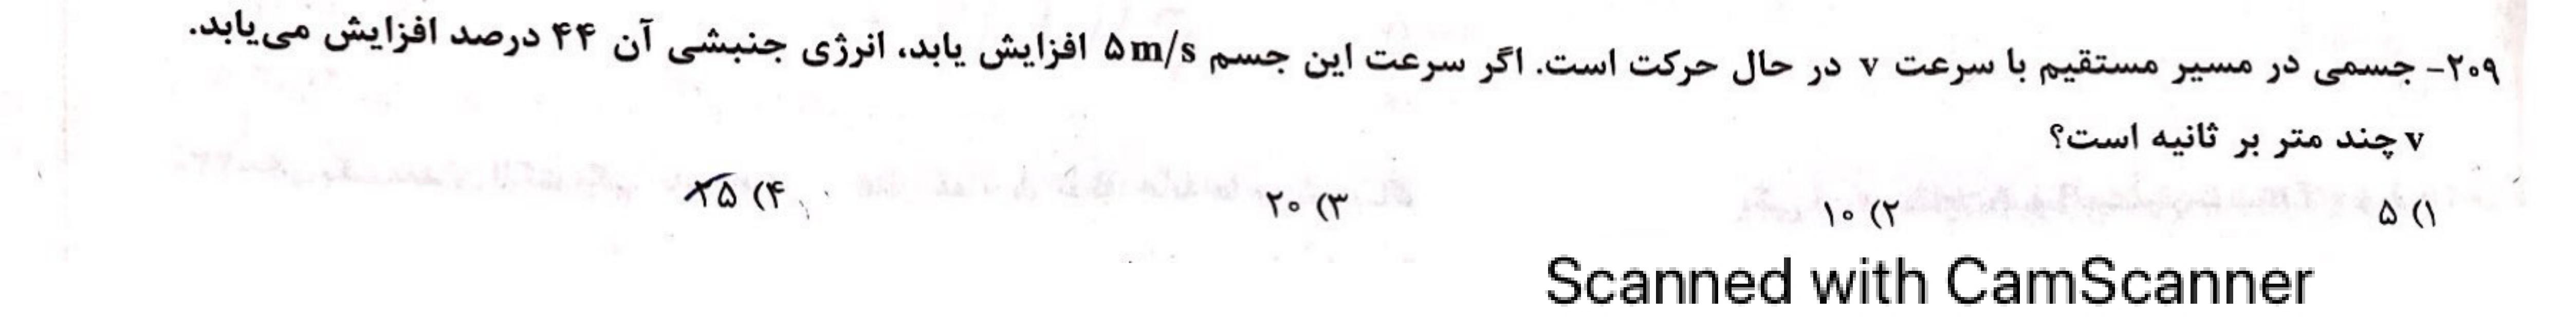 ۲۰۹- جسمی در مسیر مستقیم با سرعت v در حال حرکت است. اگر سرعت این جسم ۵m/s افزایش یابد، انرژی جنبشی آن ۴۴ درصد افزایش می‌یابد.
v چند متر بر ثانیه است؟
۱) ۵ ۲) ۱۰ ۳) ۲۰ ۴) ۲۵
Scanned with CamScanner